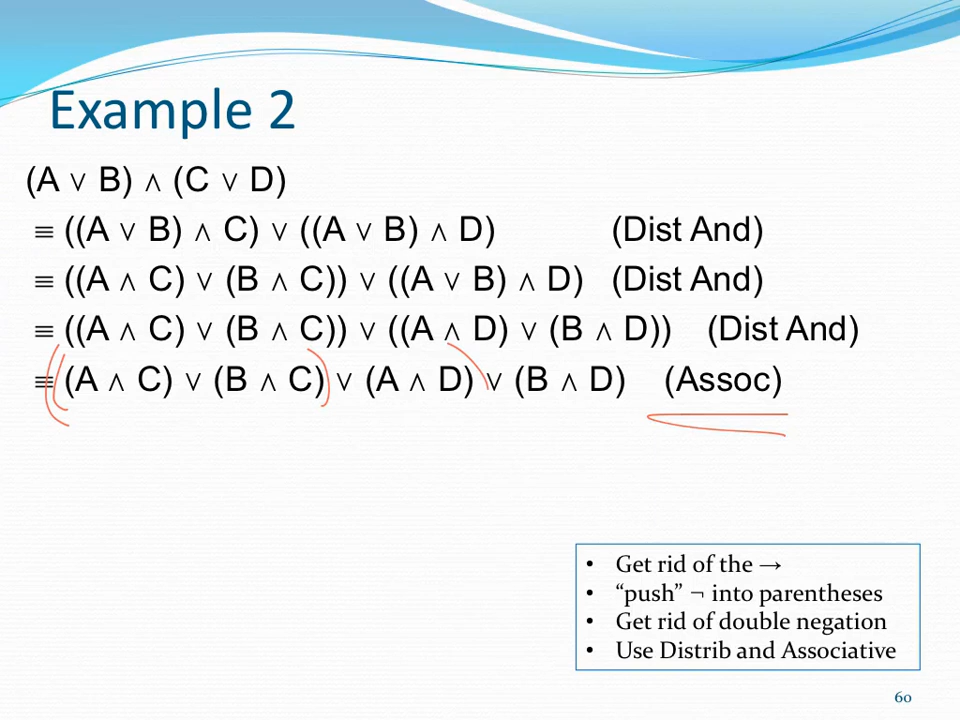 Example 2
(A ∨ B) ∧ (C ∨ D)
≡ ((A ∨ B) ∧ C) ∨ ((A ∨ B) ∧ D) (Dist And)
≡ ((A ∧ C) ∨ (B ∧ C)) ∨ ((A ∨ B) ∧ D) (Dist And)
≡ ((A ∧ C) ∨ (B ∧ C)) ∨ ((A ∧ D) ∨ (B ∧ D)) (Dist And)
≡ (A ∧ C) ∨ (B ∧ C) ∨ (A ∧ D) ∨ (B ∧ D) (Assoc)
• Get rid of the →
• “push” ¬ into parentheses
• Get rid of double negation
• Use Distrib and Associative
60